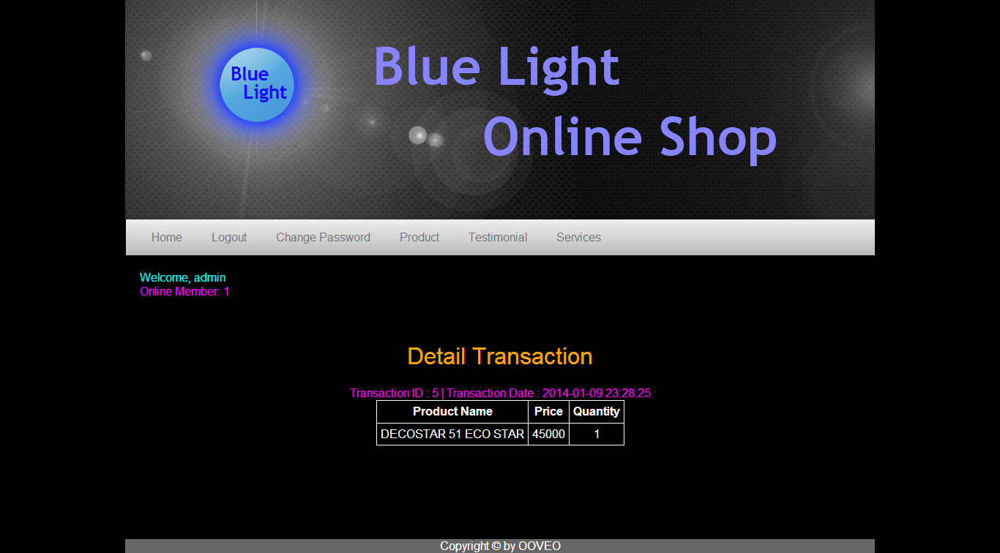 Blue
Light
Blue Light
Online Shop
Home Logout Change Password Product Testimonial Services
Welcome, admin
Online Member: 1
Detail Transaction
Transaction ID : 5 | Transaction Date : 2014-01-09 23:28:25
Product Name Price Quantity
DECOSTAR 51 ECO STAR 45000 1
Copyright © by OOVEO